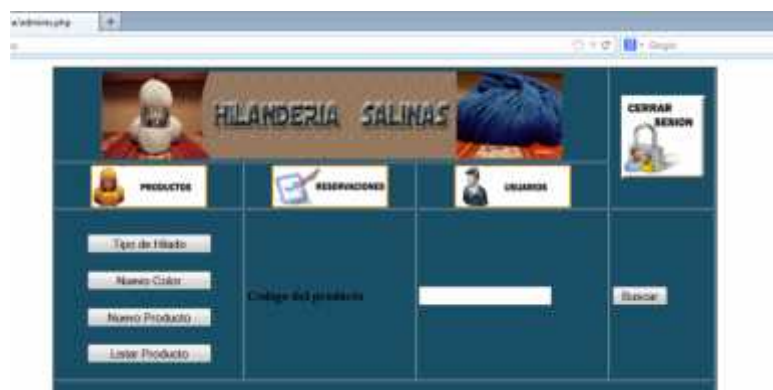 HILANDERIA SALINAS
CERRAR
SESION
PRODUCTOS
RESERVACIONES
USUARIOS
Tipo de Hilado
Nuevo Color
Codigo del producto
Buscar
Nuevo Producto
Listar Producto